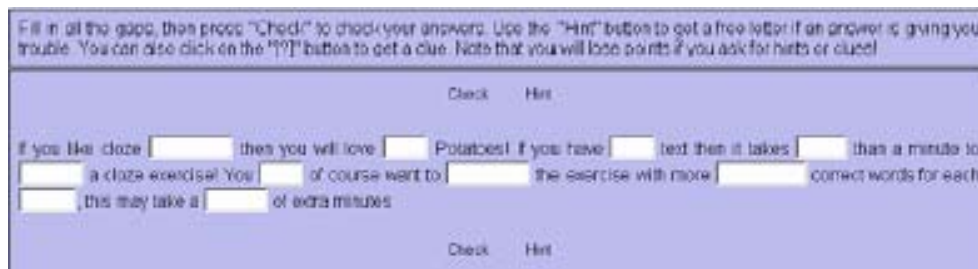 Fill in all the gaps, then press "Check" to check your answers. Use the "Hint" button to get a free letter if an answer is giving you
trouble. You can also click on the "[?]" button to get a clue. Note that you will lose points if you ask for hints or clues!
Check Hint
If you like cloze then you will love Potatoes! If you have text then it takes than a minute to
a cloze exercise! You of course want to the exercise with more correct words for each
, this may take a of extra minutes
Check Hint